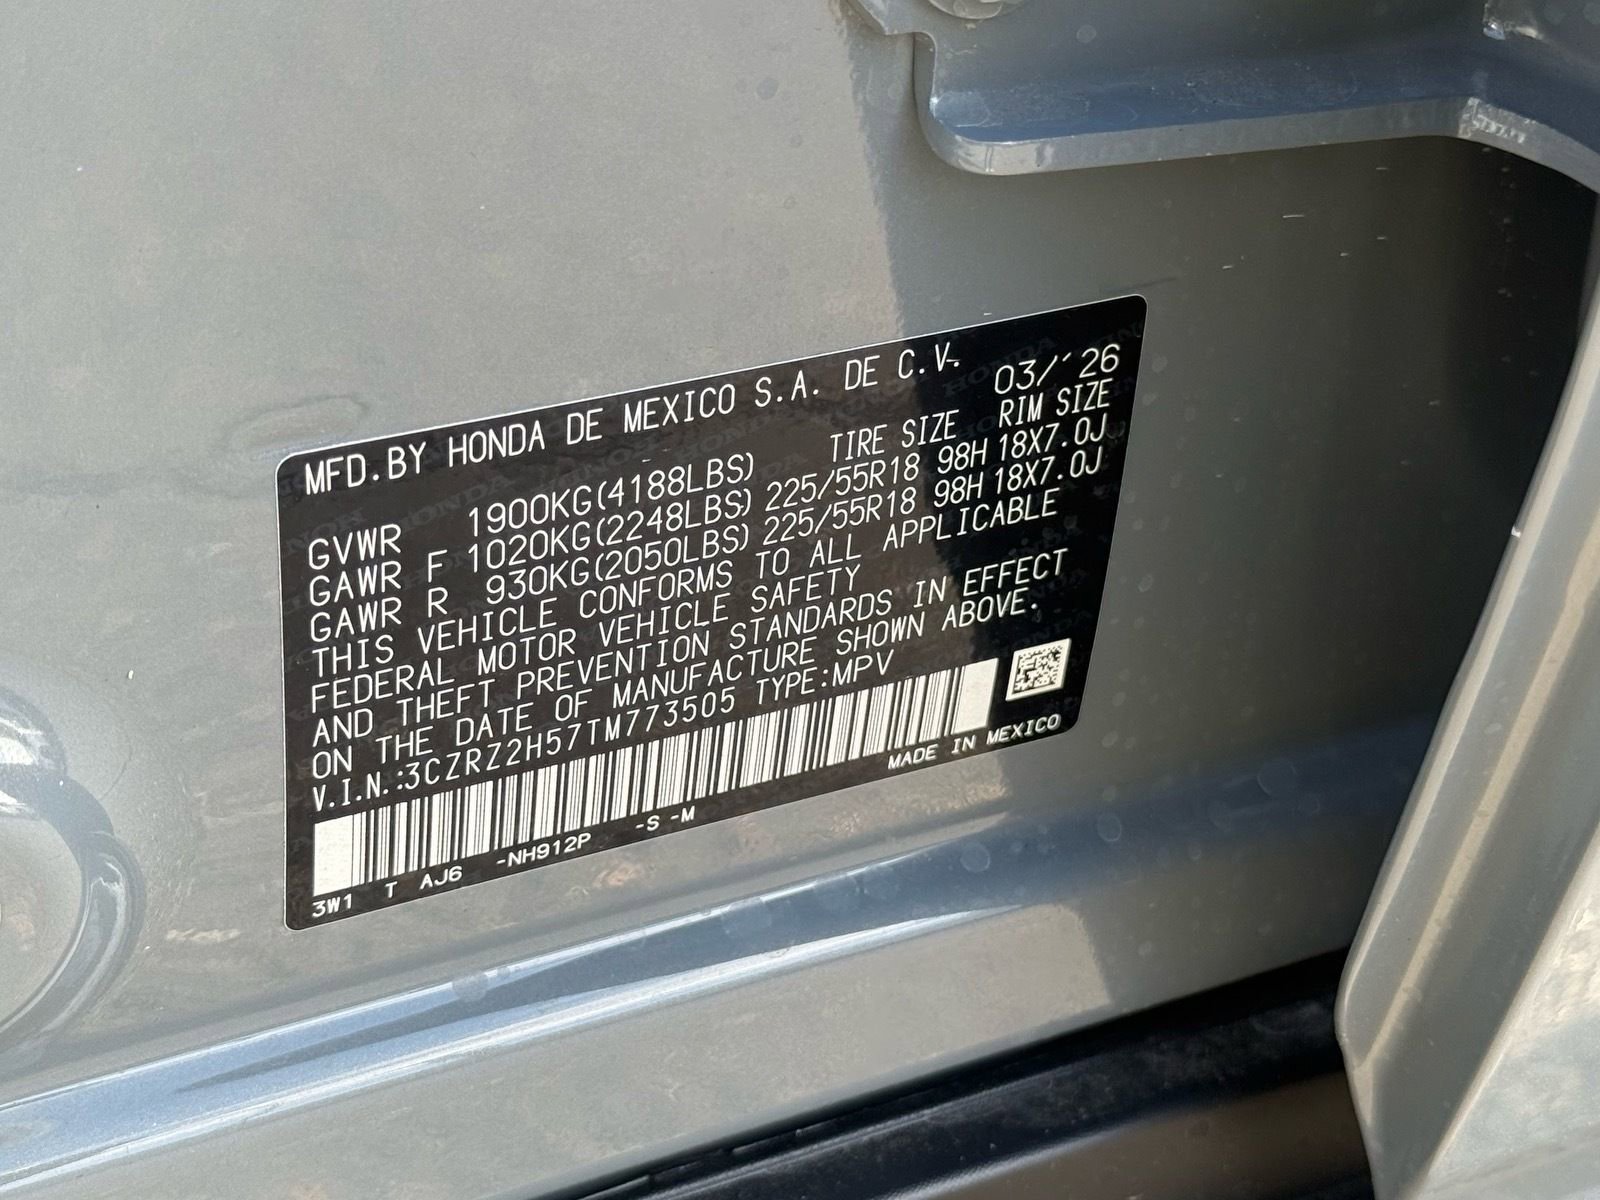 MFD.BY HONDA DE MEXICO S.A. DE C.V. 03/´26
TIRE SIZE RIM SIZE
GVWR 1900KG(4188LBS)
GAWR F 1020KG(2248LBS) 225/55R18 98H 18X7.0J
GAWR R 930KG(2050LBS) 225/55R18 98H 18X7.0J
THIS VEHICLE CONFORMS TO ALL APPLICABLE
FEDERAL MOTOR VEHICLE SAFETY
AND THEFT PREVENTION STANDARDS IN EFFECT
ON THE DATE OF MANUFACTURE SHOWN ABOVE.
V.I.N.:3CZRZ2H57TM773505 TYPE:MPV
MADE IN MEXICO
3W1 T AJ6 -NH912P -S -M